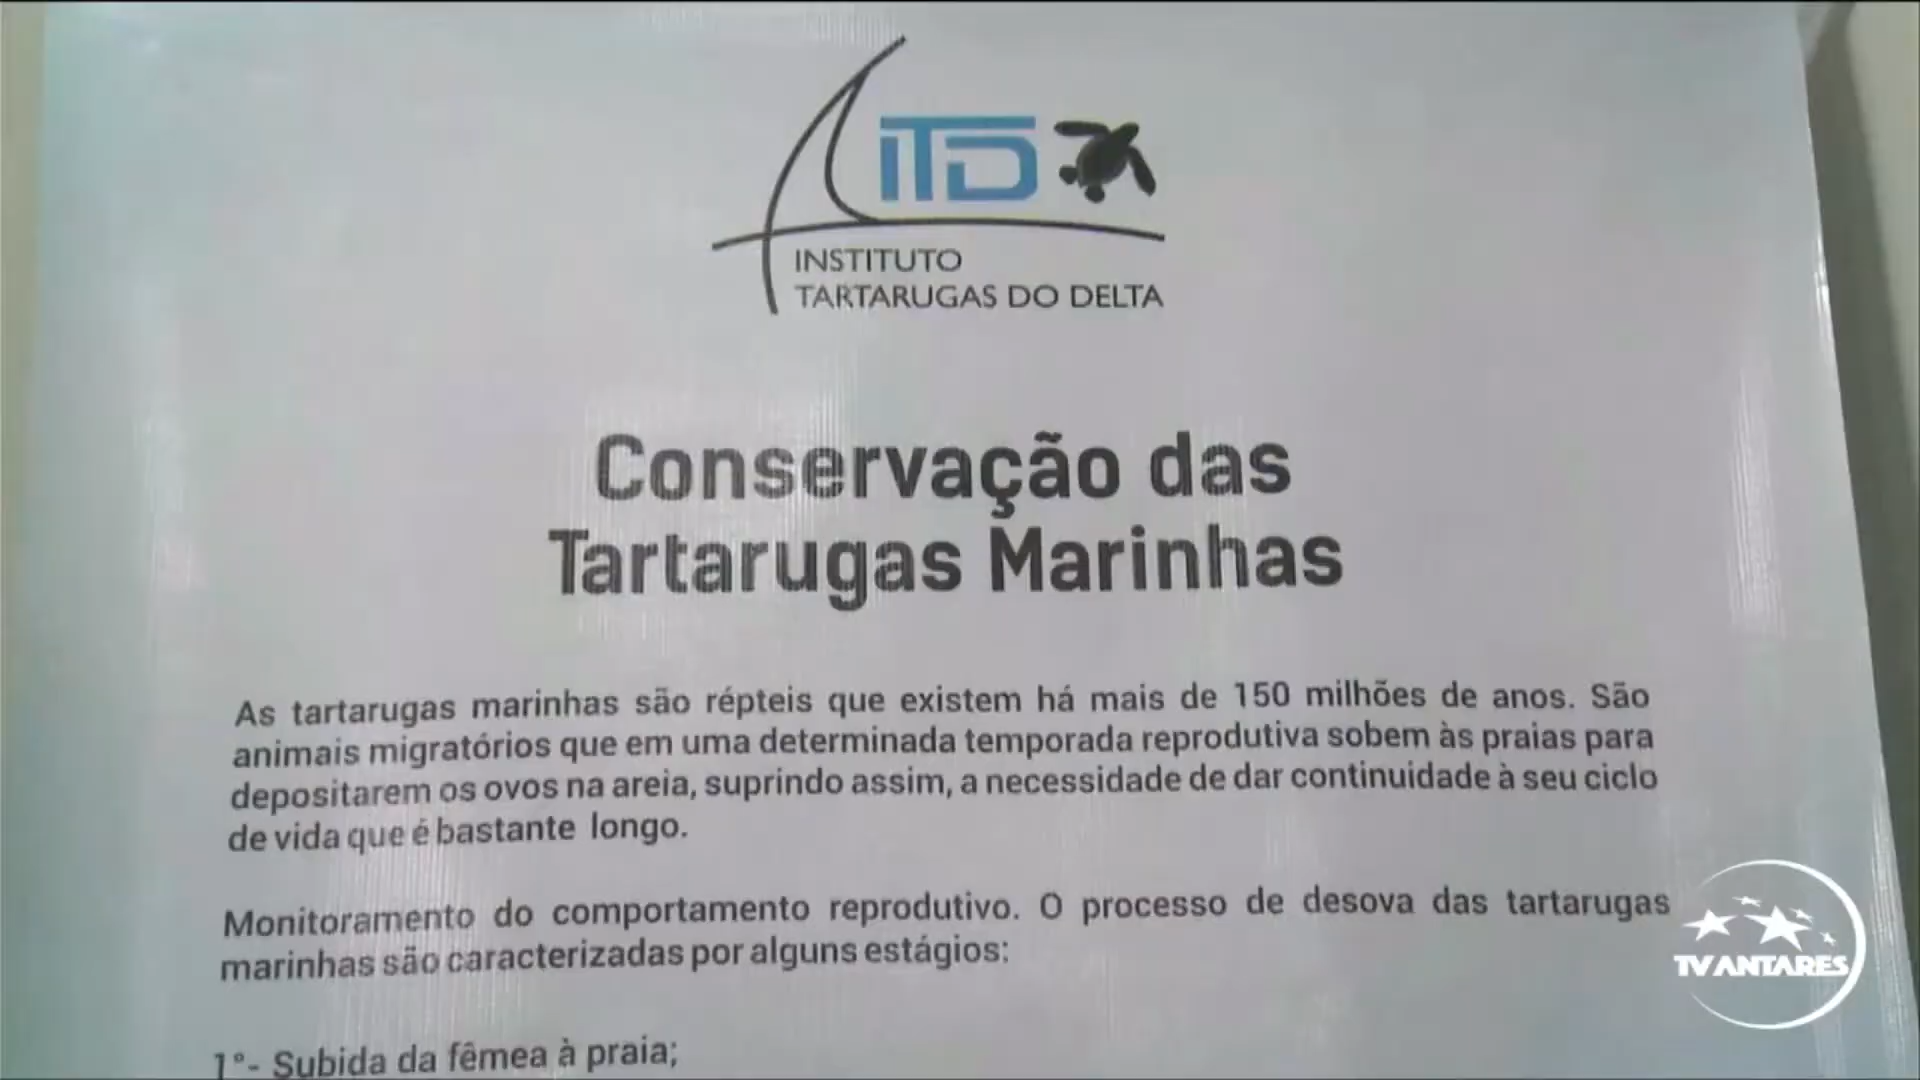 ITD
INSTITUTO
TARTARUGAS DO DELTA
Conservação das
Tartarugas Marinhas
As tartarugas marinhas são répteis que existem há mais de 150 milhões de anos. São
animais migratórios que em uma determinada temporada reprodutiva sobem às praias para
depositarem os ovos na areia, suprindo assim, a necessidade de dar continuidade à seu ciclo
de vida que é bastante longo.
Monitoramento do comportamento reprodutivo. O processo de desova das tartarugas
marinhas são caracterizadas por alguns estágios:
1°- Subida da fêmea à praia;
TV ANTARES